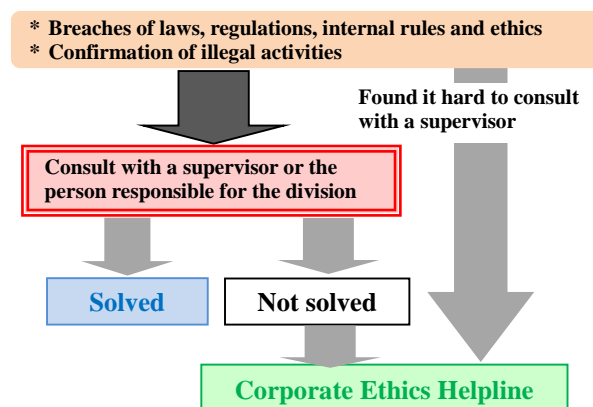 * Breaches of laws, regulations, internal rules and ethics
* Confirmation of illegal activities
Found it hard to consult
with a supervisor
Consult with a supervisor or the
person responsible for the division
Solved
Not solved
Corporate Ethics Helpline